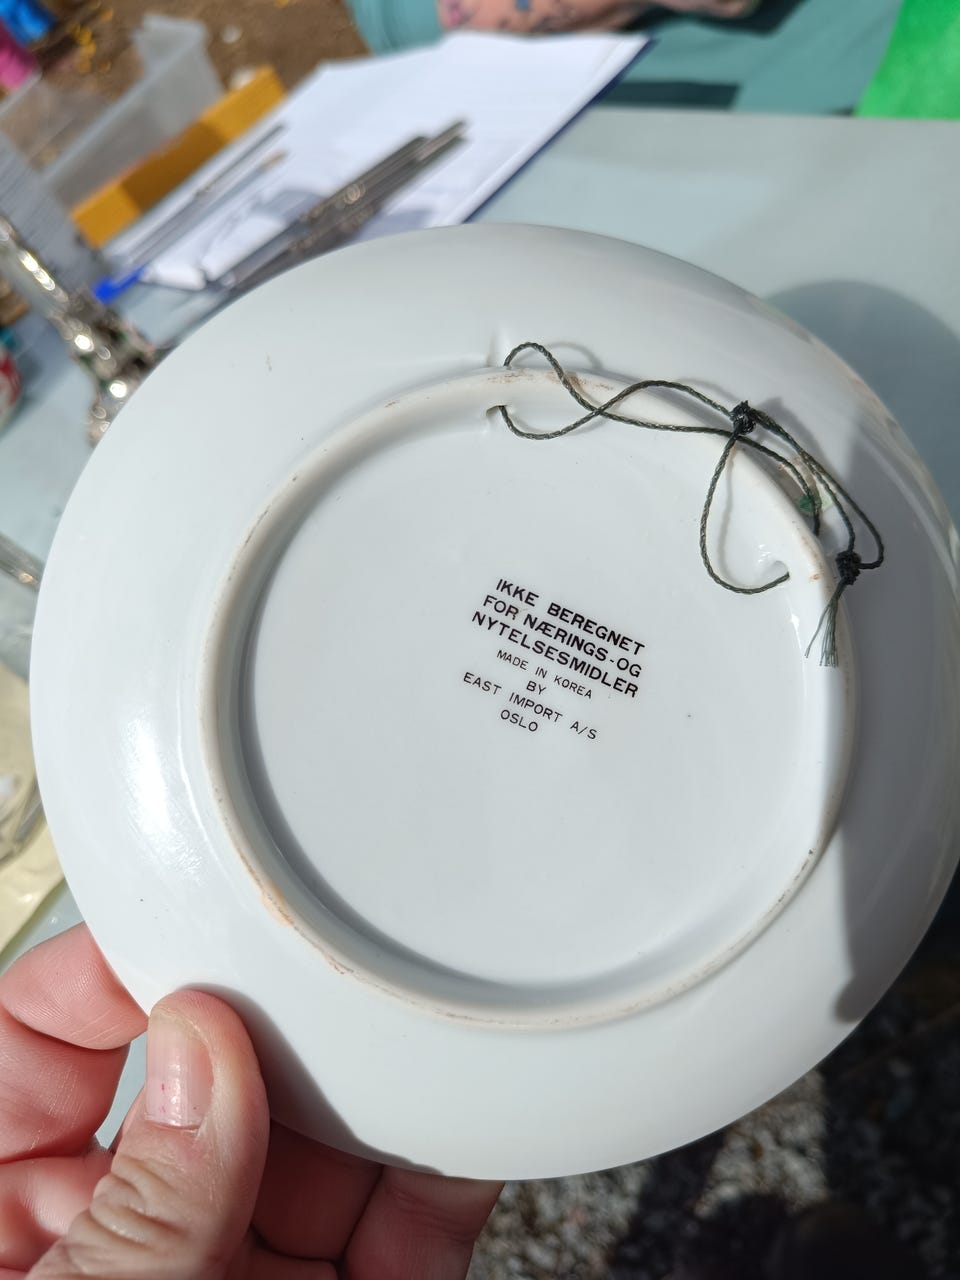 IKKE BEREGNET
FOR NÆRINGS-OG
NYTELSESMIDLER
MADE IN KOREA
BY
EAST IMPORT A/S
OSLO